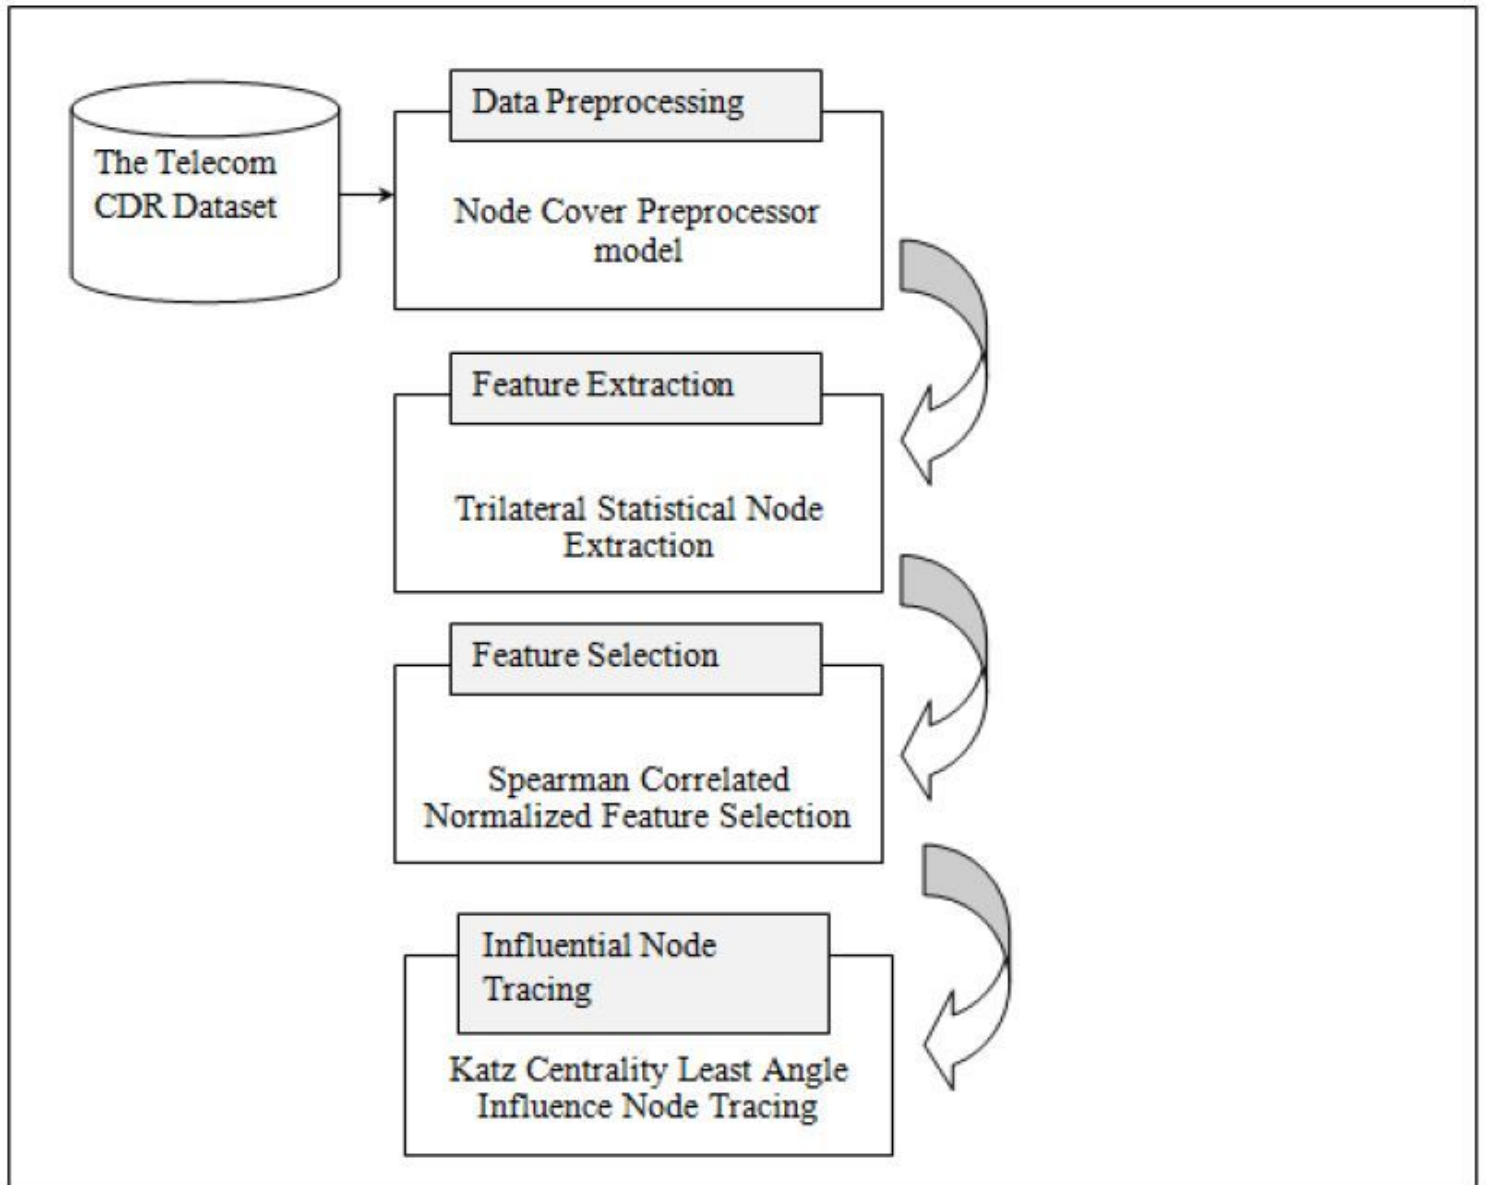 The Telecom
CDR Dataset
Data Preprocessing
Node Cover Preprocessor
model
Feature Extraction
Trilateral Statistical Node
Extraction
Feature Selection
Spearman Correlated
Normalized Feature Selection
Influential Node
Tracing
Katz Centrality Least Angle
Influence Node Tracing